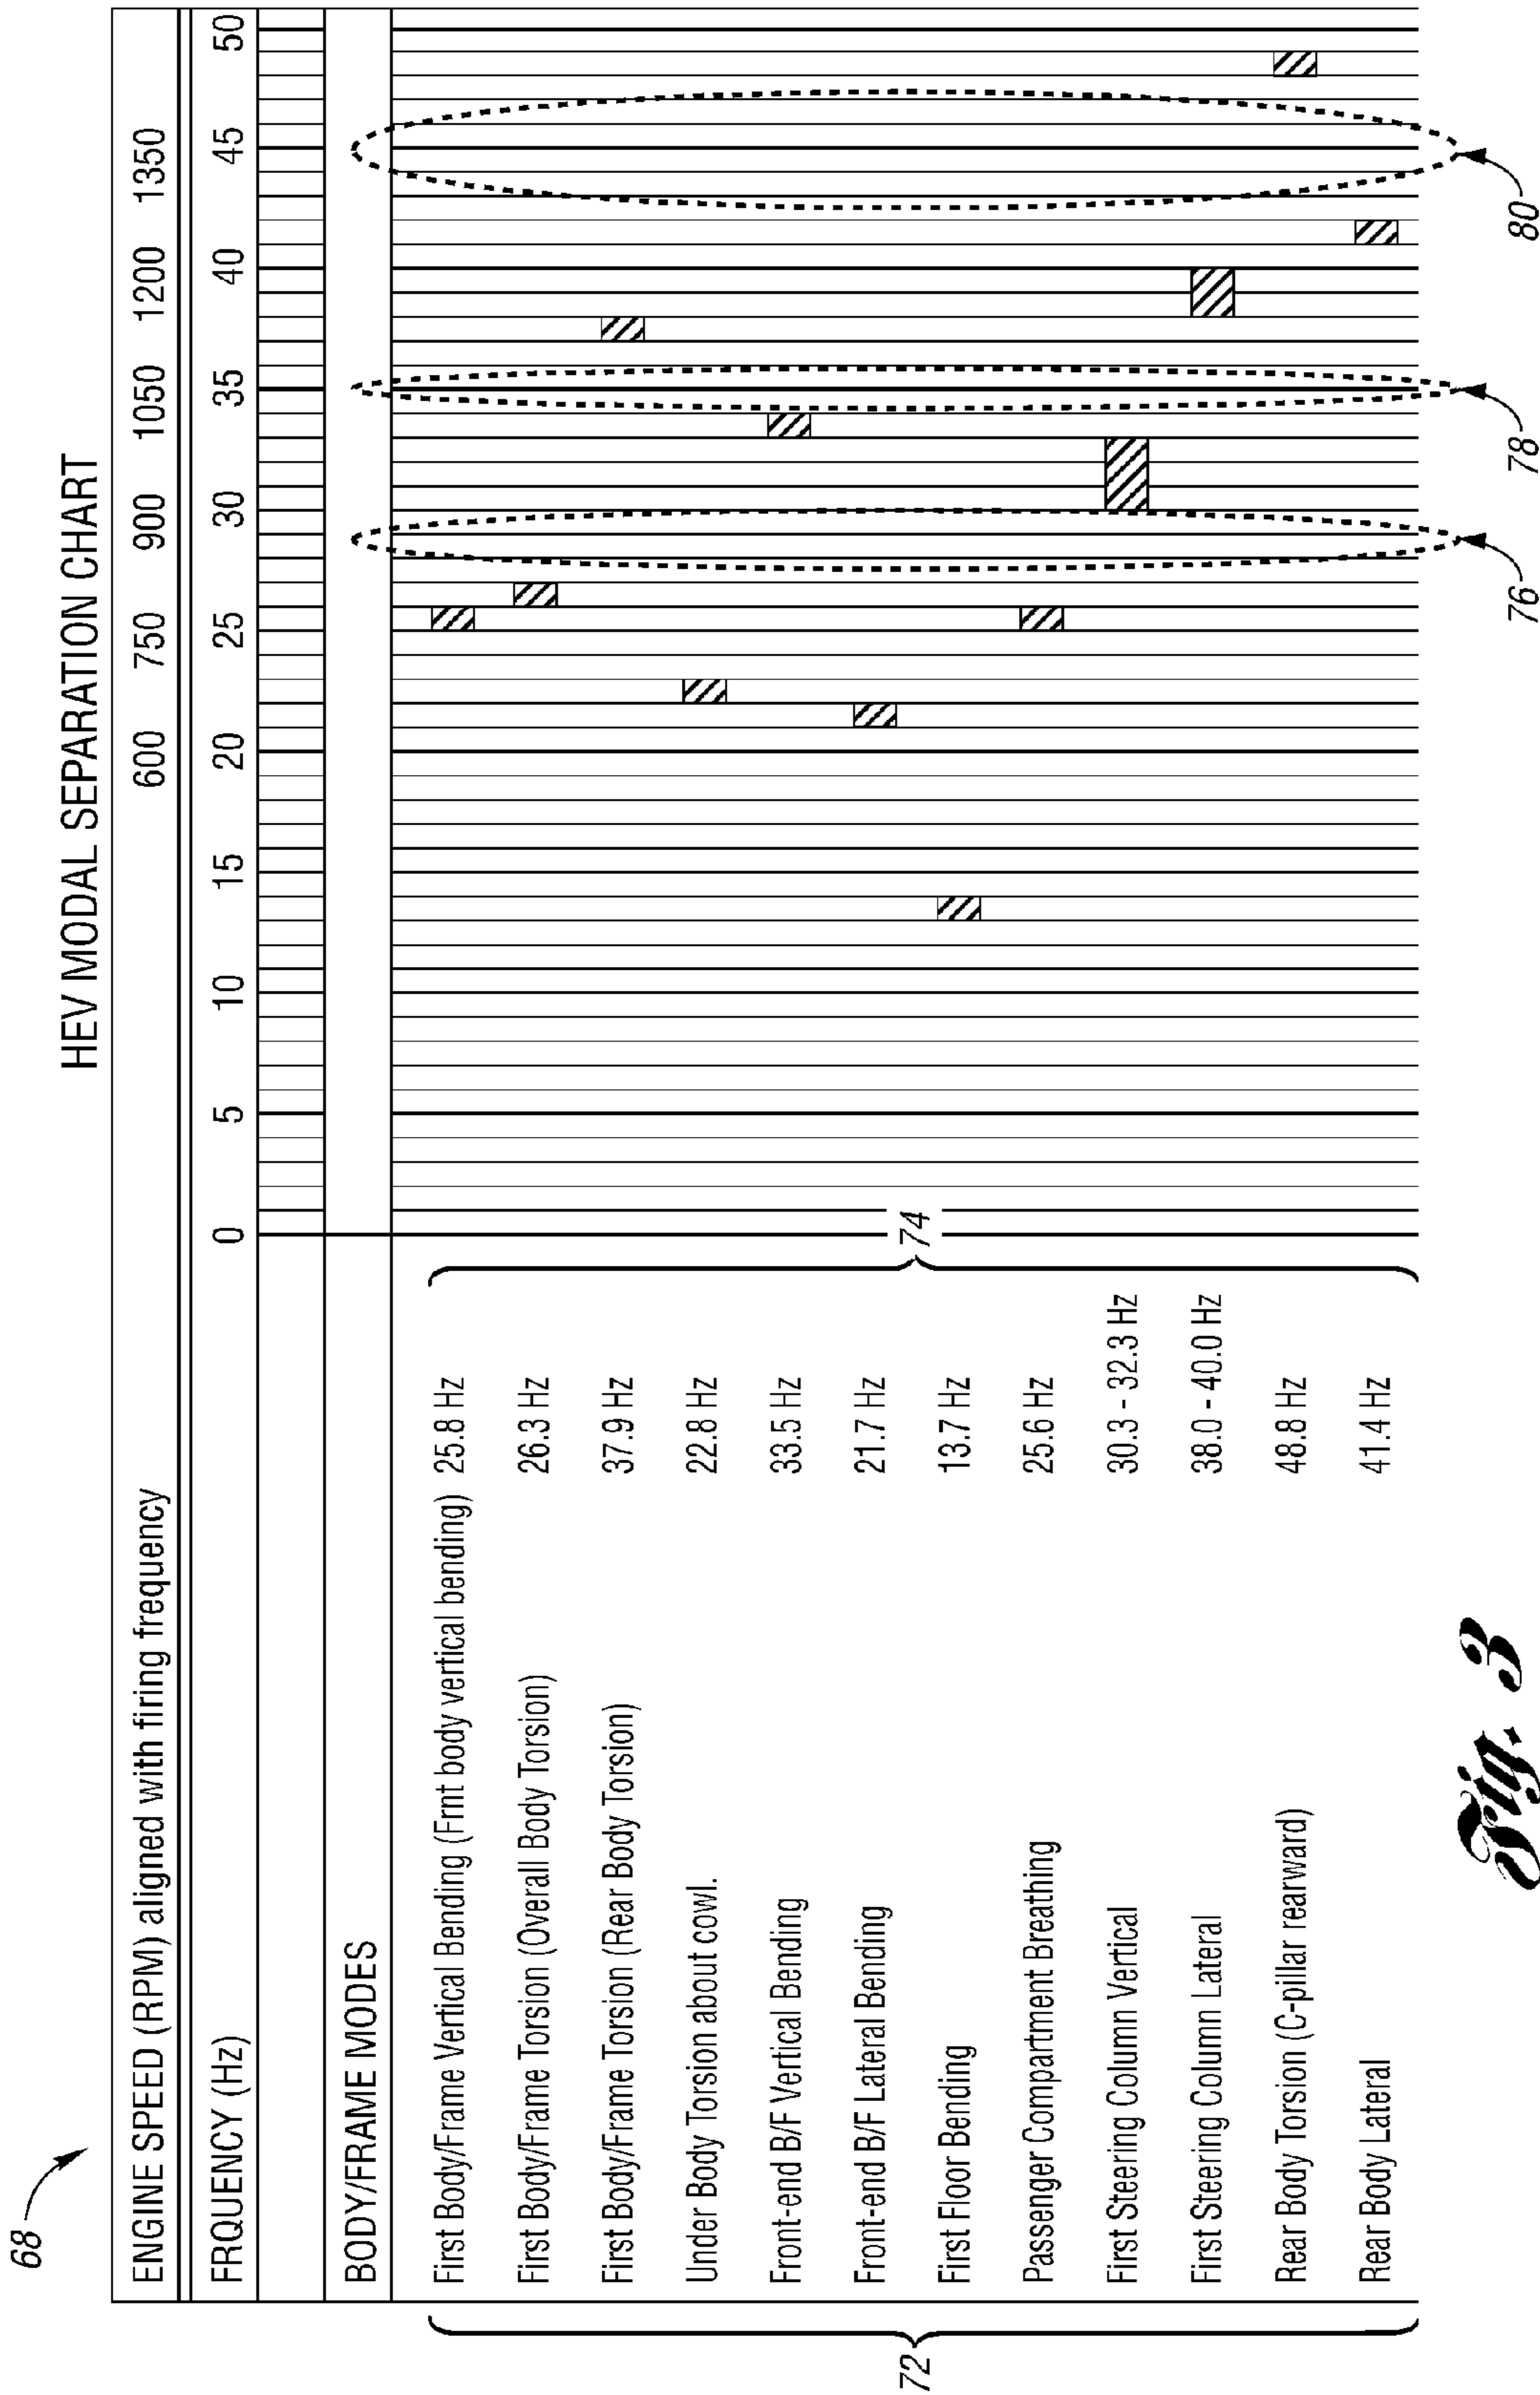 68
HEV MODAL SEPARATION CHART
ENGINE SPEED (RPM) aligned with firing frequency 600 750 900 1050 1200 1350
FRQUENCY (Hz) 0 5 10 15 20 25 30 35 40 45 50
BODY/FRAME MODES
First Body/Frame Vertical Bending (Frnt body vertical bending) 25.8 Hz
First Body/Frame Torsion (Overall Body Torsion) 26.3 Hz
First Body/Frame Torsion (Rear Body Torsion) 37.9 Hz
Under Body Torsion about cowl. 22.8 Hz
Front-end B/F Vertical Bending 33.5 Hz
Front-end B/F Lateral Bending 21.7 Hz
72
74
First Floor Bending 13.7 Hz
Passenger Compartment Breathing 25.6 Hz
First Steering Column Vertical 30.3 - 32.3 Hz
First Steering Column Lateral 38.0 - 40.0 Hz
Rear Body Torsion (C-pillar rearward) 48.8 Hz
Rear Body Lateral 41.4 Hz
76 78 80
Fig. 3